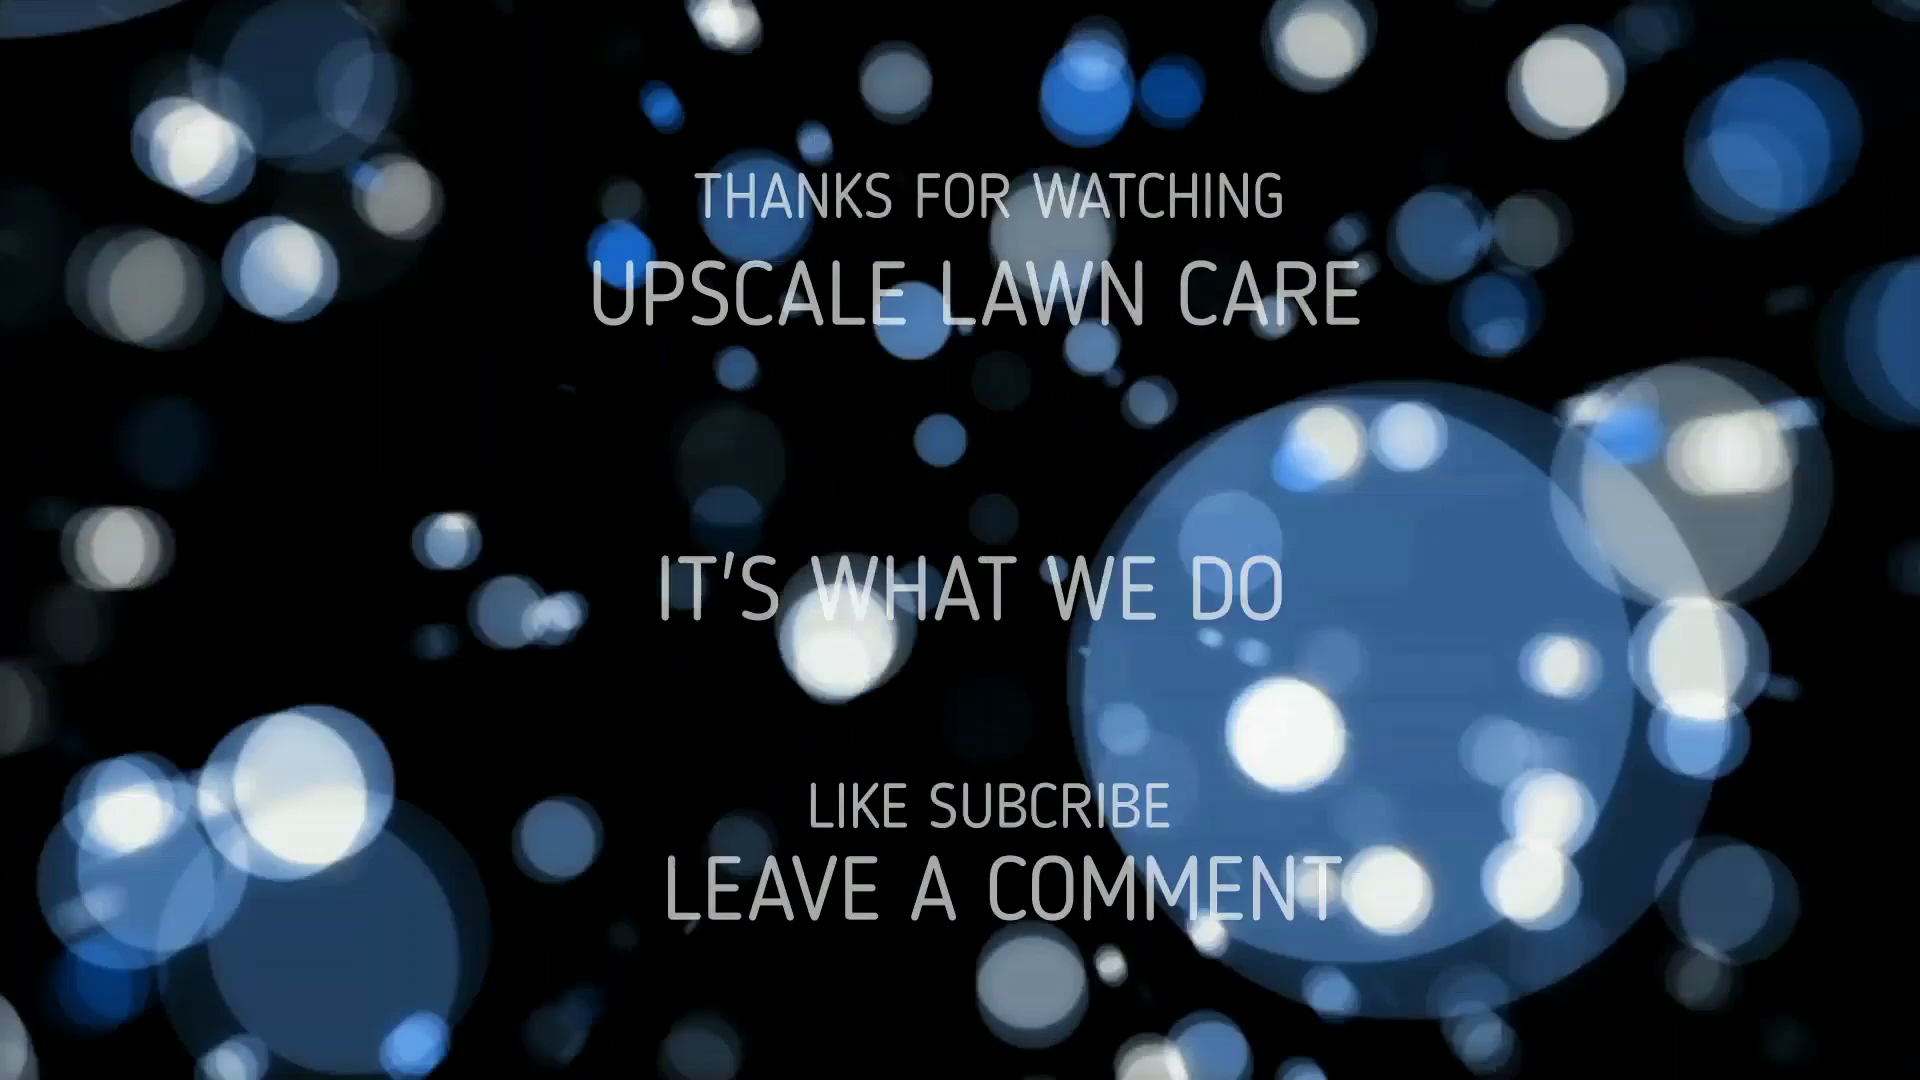 THANKS FOR WATCHING
UPSCALE LAWN CARE
IT'S WHAT WE DO
LIKE SUBCRIBE
LEAVE A COMMENT